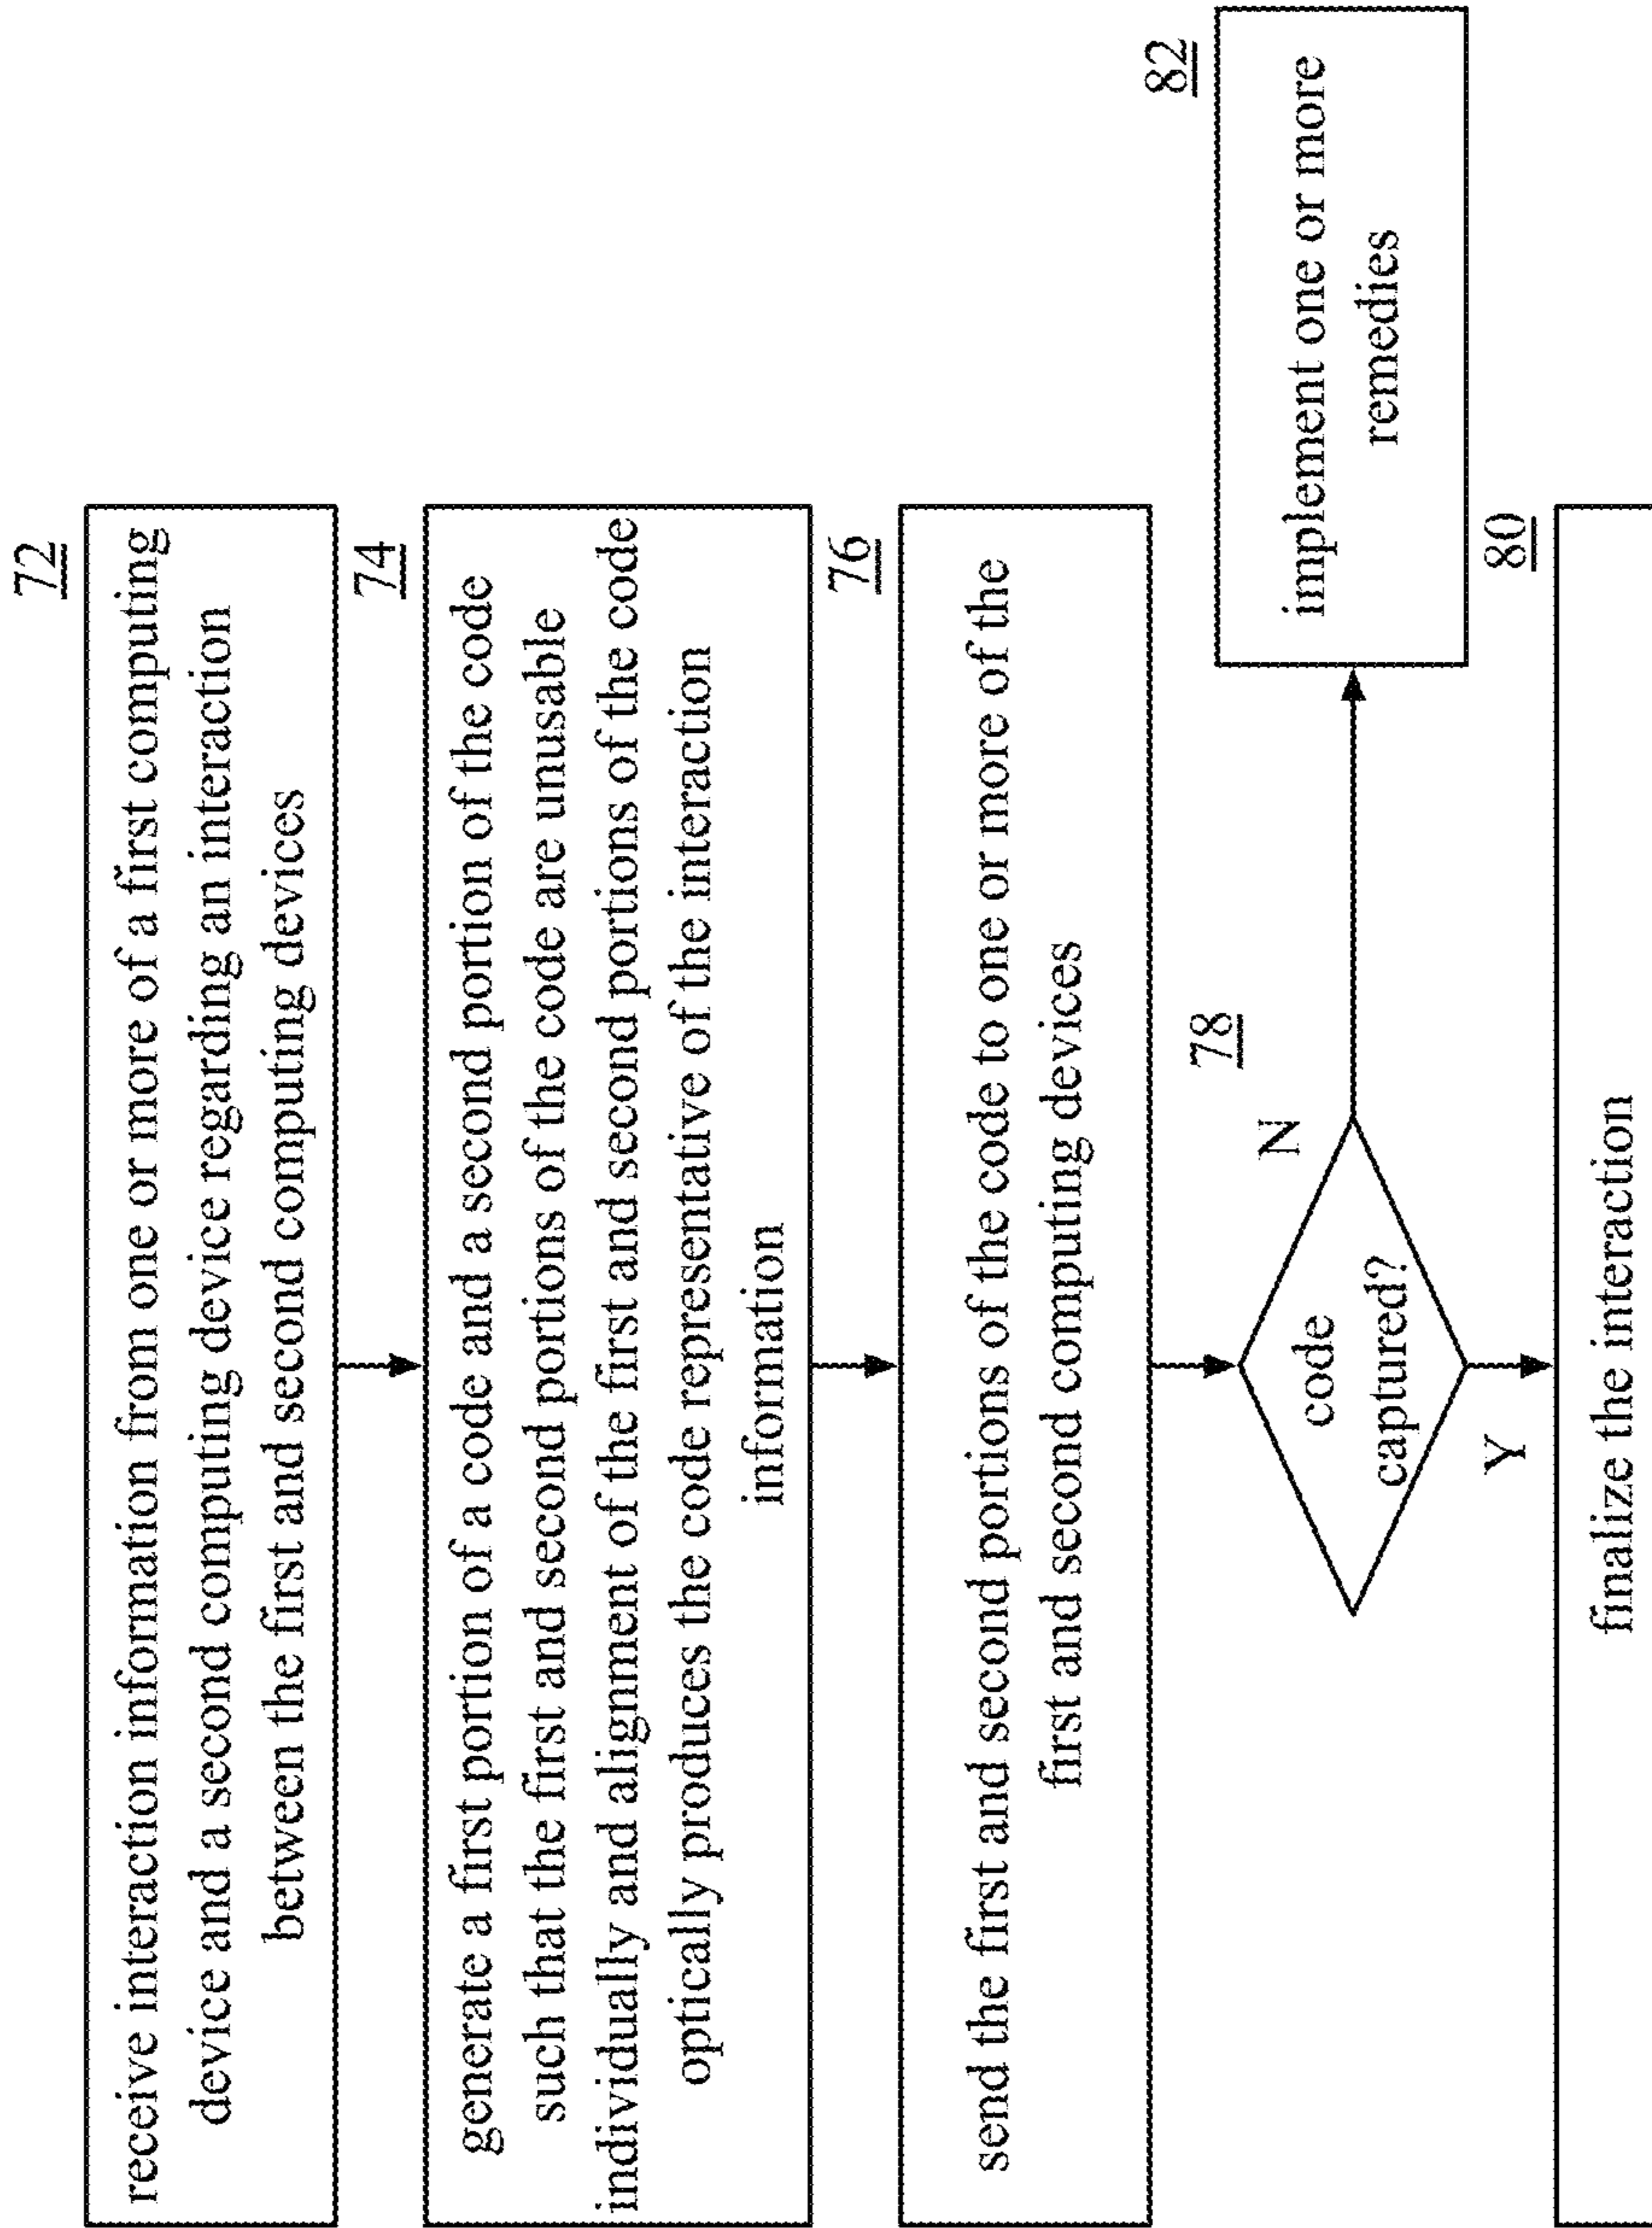 72
receive interaction information from one or more of a first computing
device and a second computing device regarding an interaction
between the first and second computing devices
74
generate a first portion of a code and a second portion of the code
such that the first and second portions of the code are unusable
individually and alignment of the first and second portions of the code
optically produces the code representative of the interaction
information
76
send the first and second portions of the code to one or more of the
first and second computing devices
78
code
captured?
N
82
implement one or more
remedies
Y
80
finalize the interaction